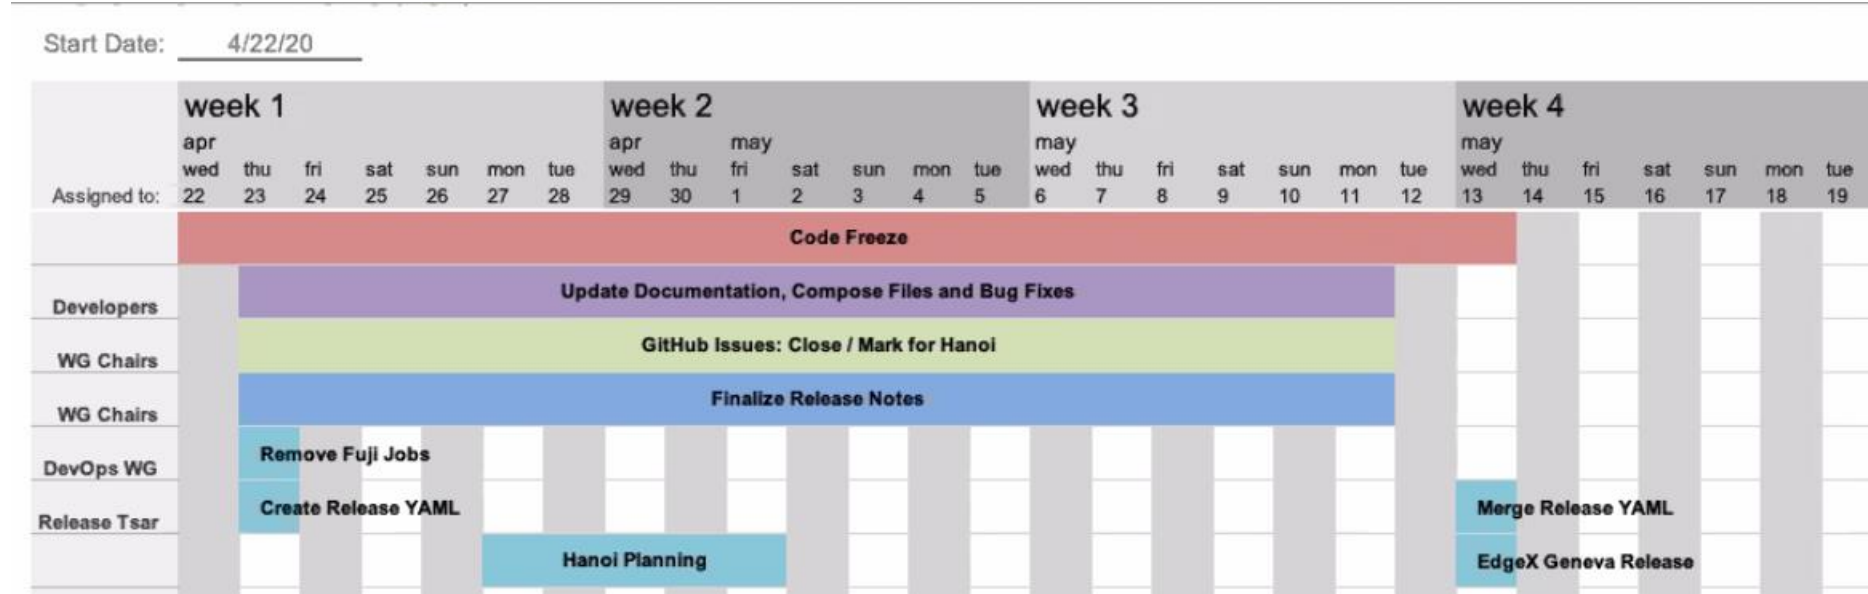 Start Date: 4/22/20
week 1 week 2 week 3 week 4
apr apr may may may
wed thu fri sat sun mon tue wed thu fri sat sun mon tue wed thu fri sat sun mon tue wed thu fri sat sun mon tue
Assigned to: 22 23 24 25 26 27 28 29 30 1 2 3 4 5 6 7 8 9 10 11 12 13 14 15 16 17 18 19
Code Freeze
Developers Update Documentation, Compose Files and Bug Fixes
WG Chairs GitHub Issues: Close / Mark for Hanoi
WG Chairs Finalize Release Notes
DevOps WG Remove Fuji Jobs
Release Tsar Create Release YAML Merge Release YAML
Hanoi Planning EdgeX Geneva Release